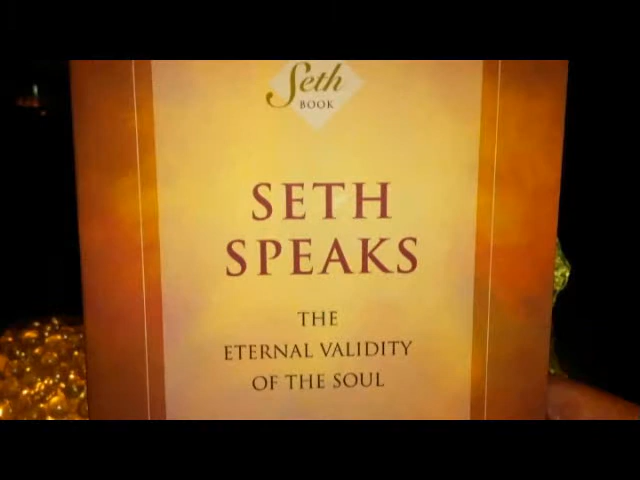 Seth
BOOK
SETH
SPEAKS
THE
ETERNAL VALIDITY
OF THE SOUL